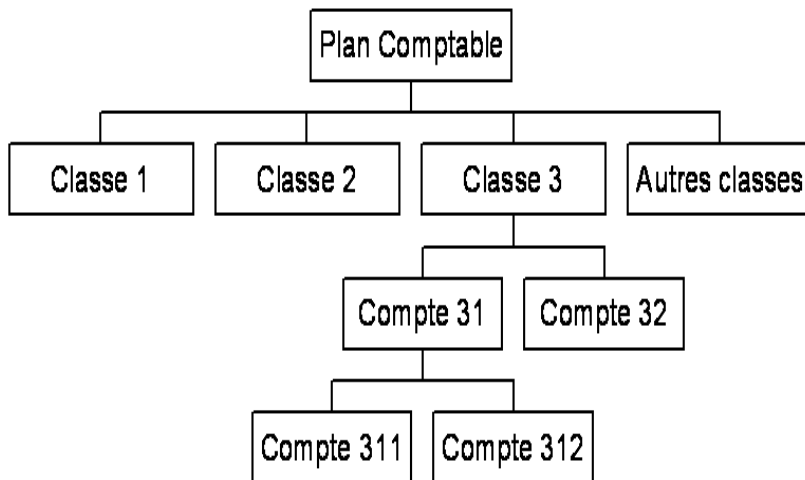 Plan Comptable
Classe 1
Classe 2
Classe 3
Autres classes
Compte 31
Compte 32
Compte 311
Compte 312